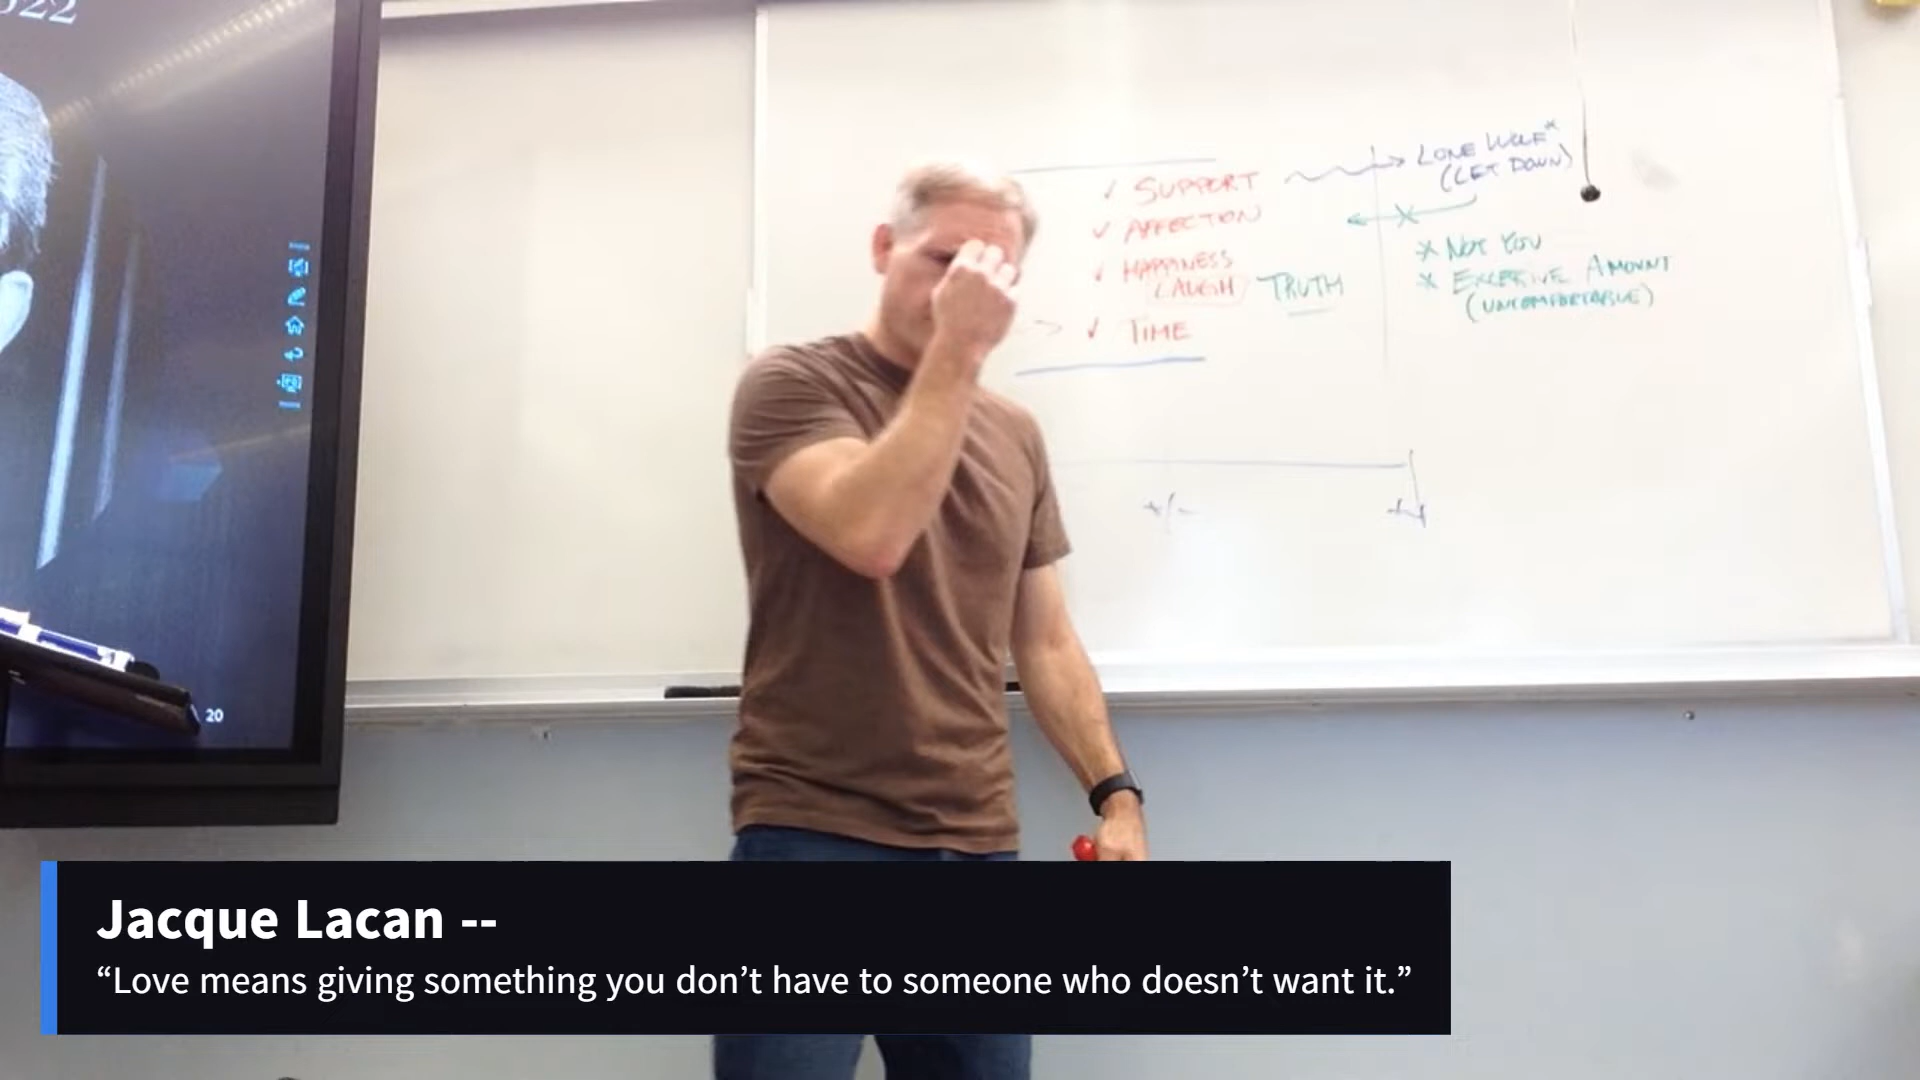 022
✓ SUPPORT
✓ AFFECTION
✓ HAPPINESS
LAUGH
TRUTH
✓ TIME
LONE WOLF*
(LET DOWN)
* NOT YOU
* EXCESSIVE AMOUNT
(UNCOMFORTABLE)
+/-
20
Jacque Lacan --
“Love means giving something you don’t have to someone who doesn’t want it.”